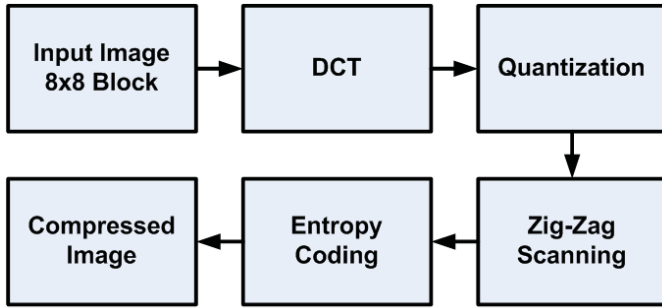 Input Image
8x8 Block
DCT
Quantization
Zig-Zag
Scanning
Entropy
Coding
Compressed
Image